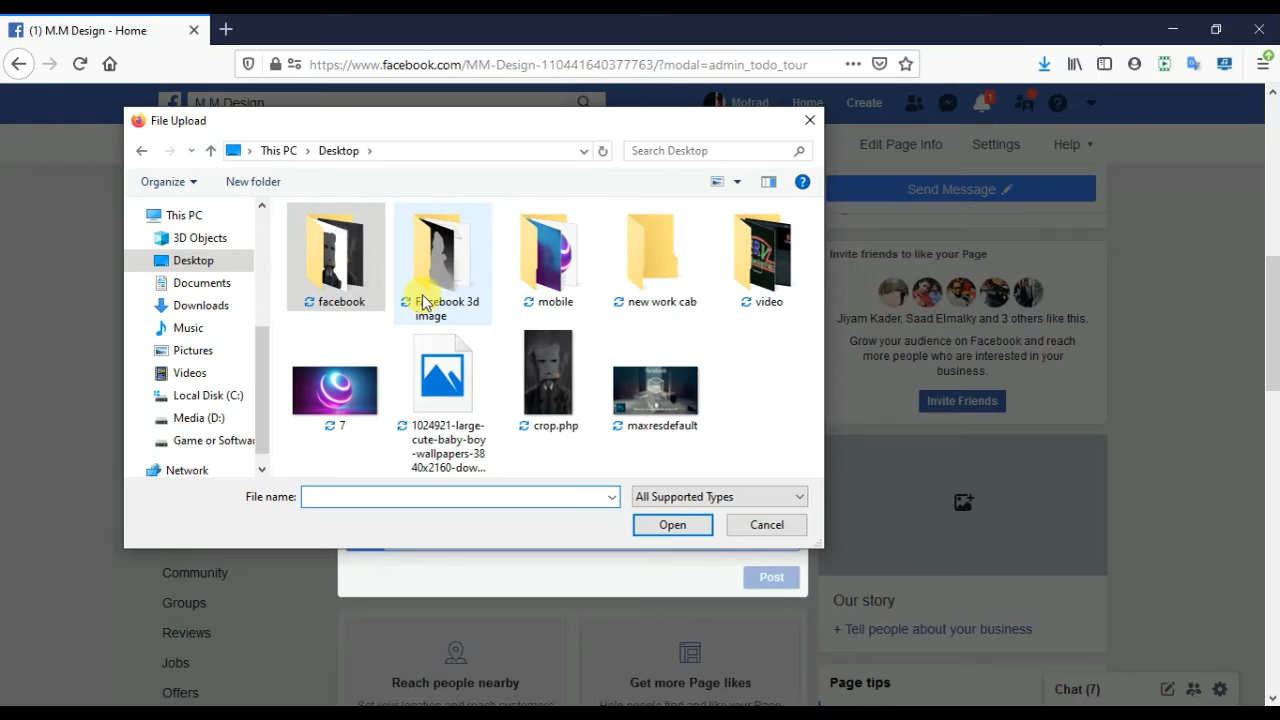 (1) M.M Design - Home
https://www.facebook.com/MM-Design-110441640377763/?modal=admin_todo_tour
M.M Design
Mofrad
Home
Create
1
File Upload
This PC
Desktop
Search Desktop
Edit Page Info
Settings
Help
Organize
New folder
Send Message
This PC
3D Objects
Desktop
Documents
Downloads
Music
Pictures
Videos
Local Disk (C:)
Media (D:)
Game or Softwar
Network
facebook
Facebook 3d
image
mobile
new work cab
video
7
1024921-large-
cute-baby-boy
-wallpapers-38
40x2160-dow...
crop.php
maxresdefault
File name:
All Supported Types
Open
Cancel
Invite friends to like your Page
Jiyam Kader, Saad Elmalky and 3 others like this.
Grow your audience on Facebook and reach
more people who are interested in your
business.
Invite Friends
Community
Groups
Reviews
Jobs
Offers
Post
Reach people nearby
Get more Page likes
Our story
+ Tell people about your business
Page tips
Chat (7)